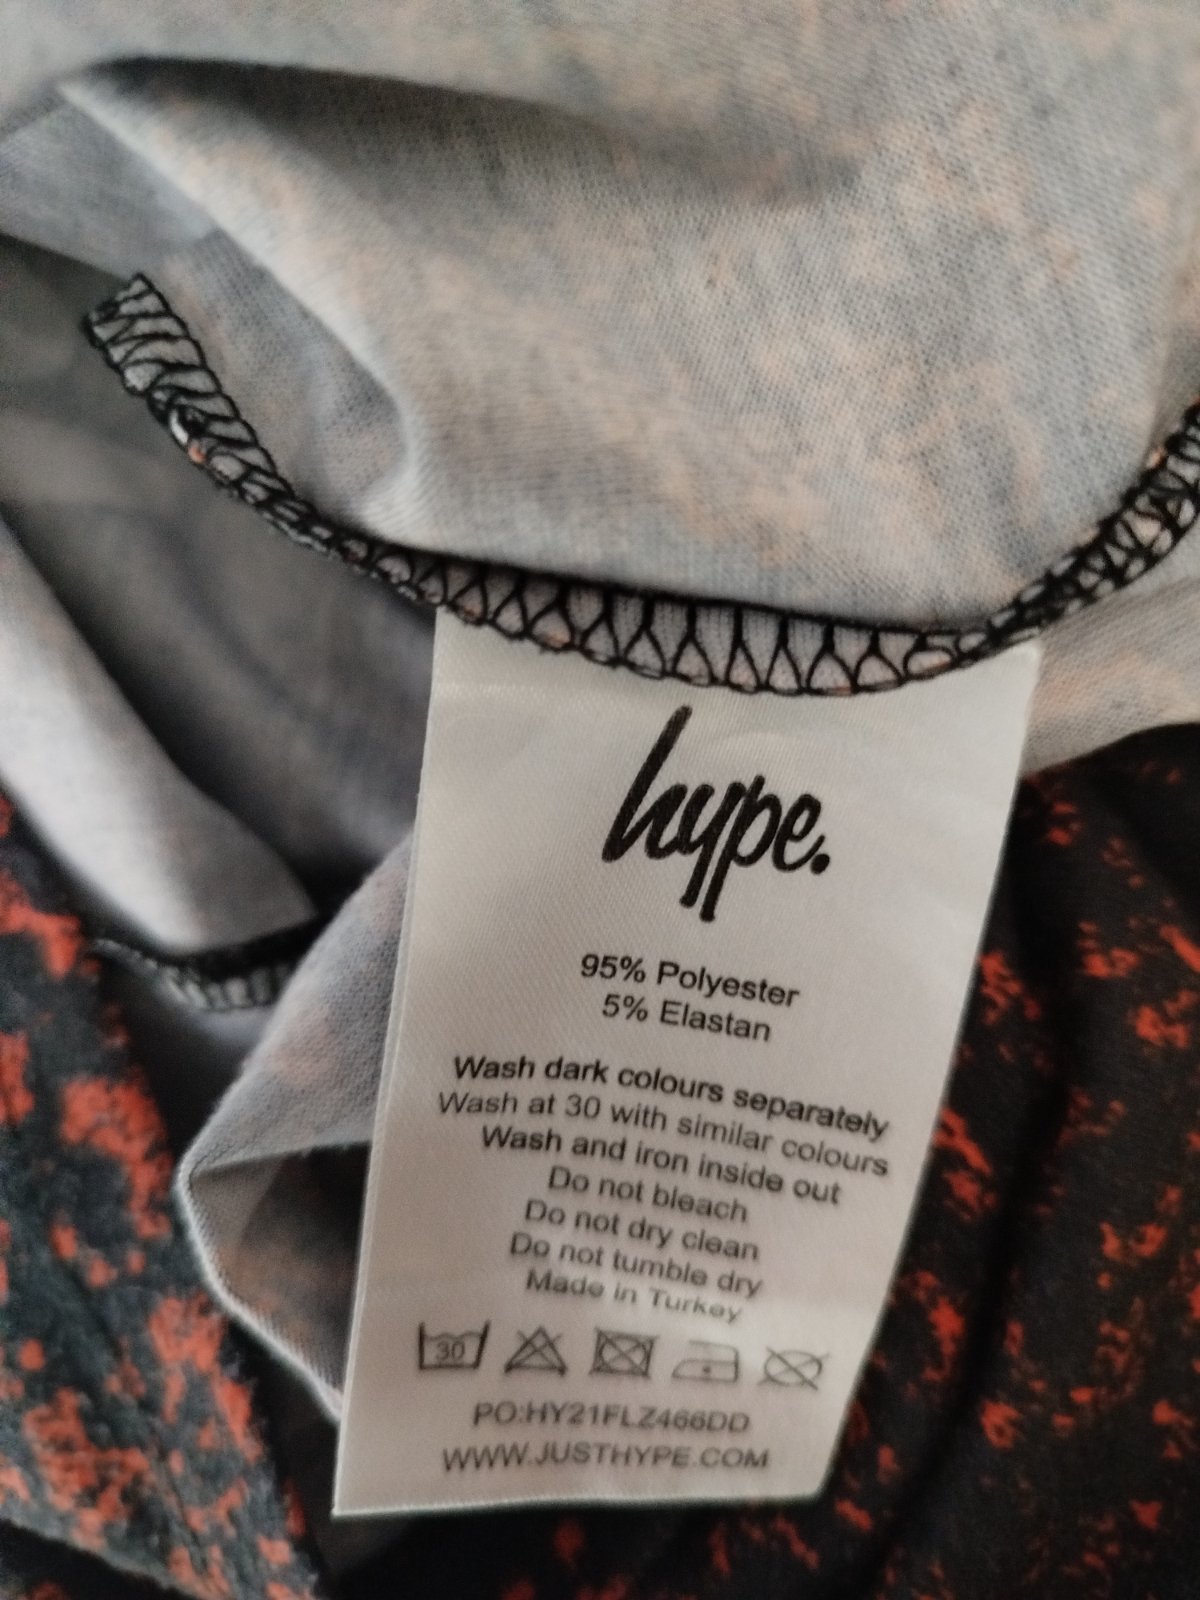 hype.
95% Polyester
5% Elastan
Wash dark colours separately
Wash at 30 with similar colours
Wash and iron inside out
Do not bleach
Do not dry clean
Do not tumble dry
Made in Turkey
30
PO:HY21FLZ466DD
WWW.JUSTHYPE.COM